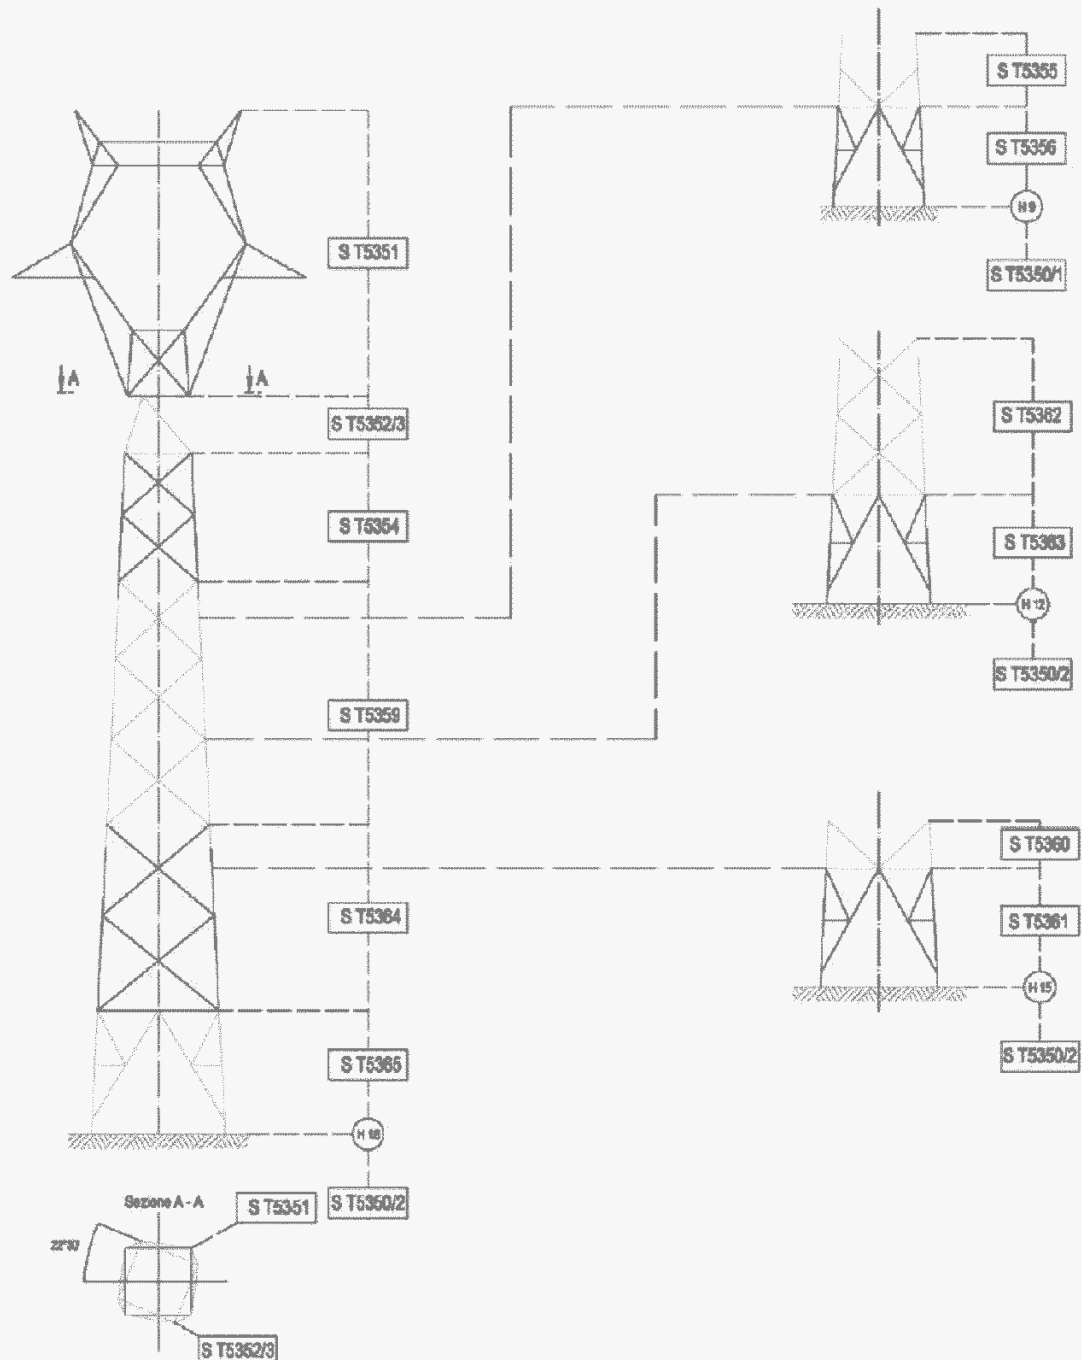 S T5351
A A
S T5352/3
S T5354
S T5359
S T5364
S T5365
H 18
S T5350/2
S T5355
S T5356
H 9
S T5350/1
S T5362
S T5363
H 12
S T5350/2
S T5360
S T5361
H 15
S T5350/2
Sezione A - A
S T5351
S T5352/3